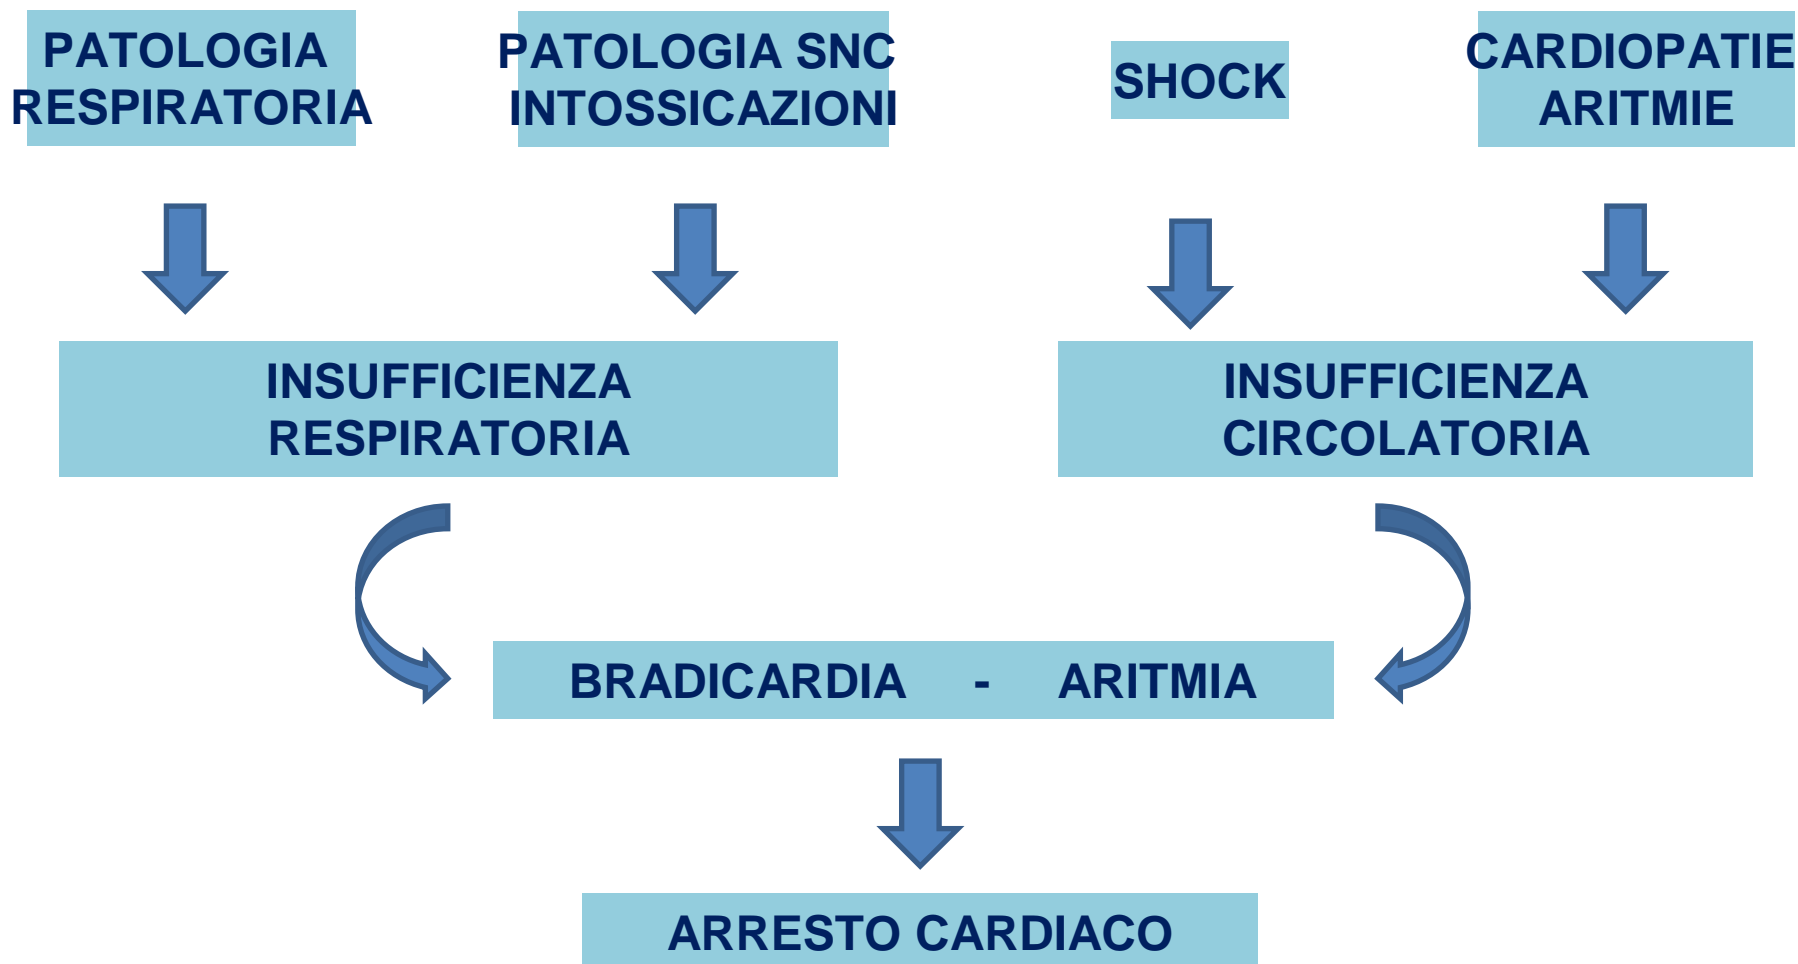 PATOLOGIA
RESPIRATORIA
PATOLOGIA SNC
INTOSSICAZIONI
SHOCK
CARDIOPATIE
ARITMIE
INSUFFICIENZA
RESPIRATORIA
INSUFFICIENZA
CIRCOLATORIA
BRADICARDIA - ARITMIA
ARRESTO CARDIACO